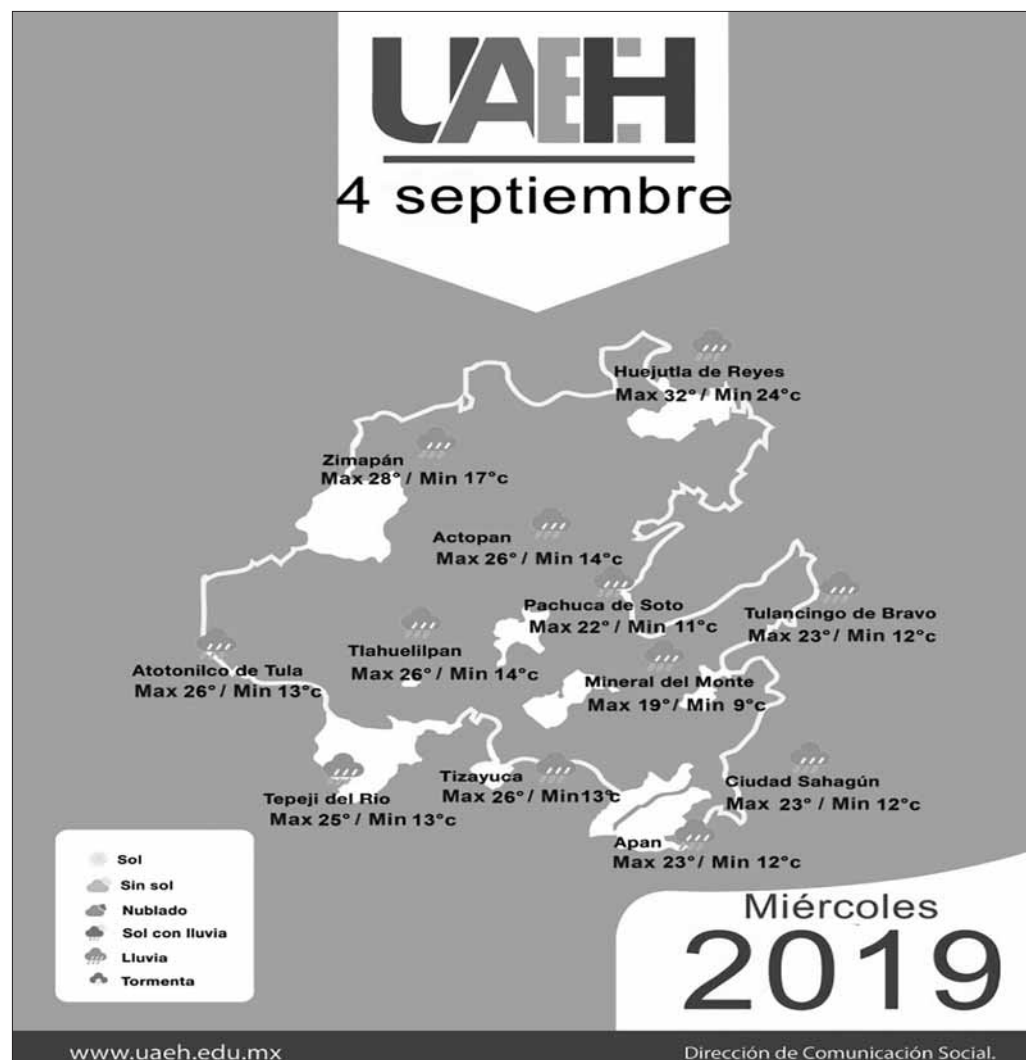 UAEH
4 septiembre
Huejutla de Reyes
Max 32° / Min 24°c
Zimapán
Max 28° / Min 17°c
Actopan
Max 26° / Min 14°c
Pachuca de Soto
Max 22° / Min 11°c
Tulancingo de Bravo
Max 23° / Min 12°c
Tlahuelilpan
Max 26° / Min 14°c
Atotonilco de Tula
Max 26° / Min 13°c
Mineral del Monte
Max 19° / Min 9°c
Tizayuca
Max 26° / Min13°c
Ciudad Sahagún
Max 23° / Min 12°c
Tepeji del Río
Max 25° / Min 13°c
Apan
Max 23° / Min 12°c
Sol
Sin sol
Nublado
Sol con lluvia
Lluvia
Tormenta
Miércoles
2019
www.uaeh.edu.mx
Dirección de Comunicación Social.